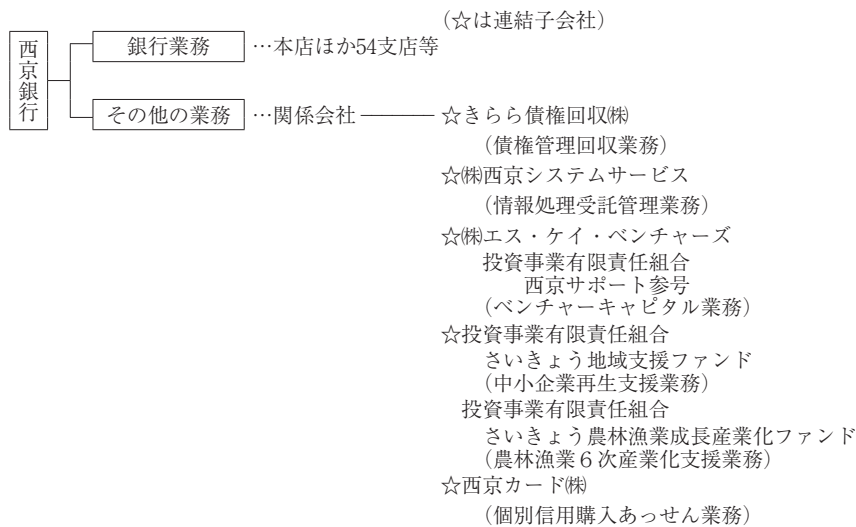 （☆は連結子会社）
西京銀行
銀行業務 …本店ほか54支店等
その他の業務 …関係会社 ――― ☆きらら債権回収㈱
（債権管理回収業務）
☆㈱西京システムサービス
（情報処理受託管理業務）
☆㈱エス・ケイ・ベンチャーズ
投資事業有限責任組合
西京サポート参号
（ベンチャーキャピタル業務）
☆投資事業有限責任組合
さいきょう地域支援ファンド
（中小企業再生支援業務）
投資事業有限責任組合
さいきょう農林漁業成長産業化ファンド
（農林漁業６次産業化支援業務）
☆西京カード㈱
（個別信用購入あっせん業務）